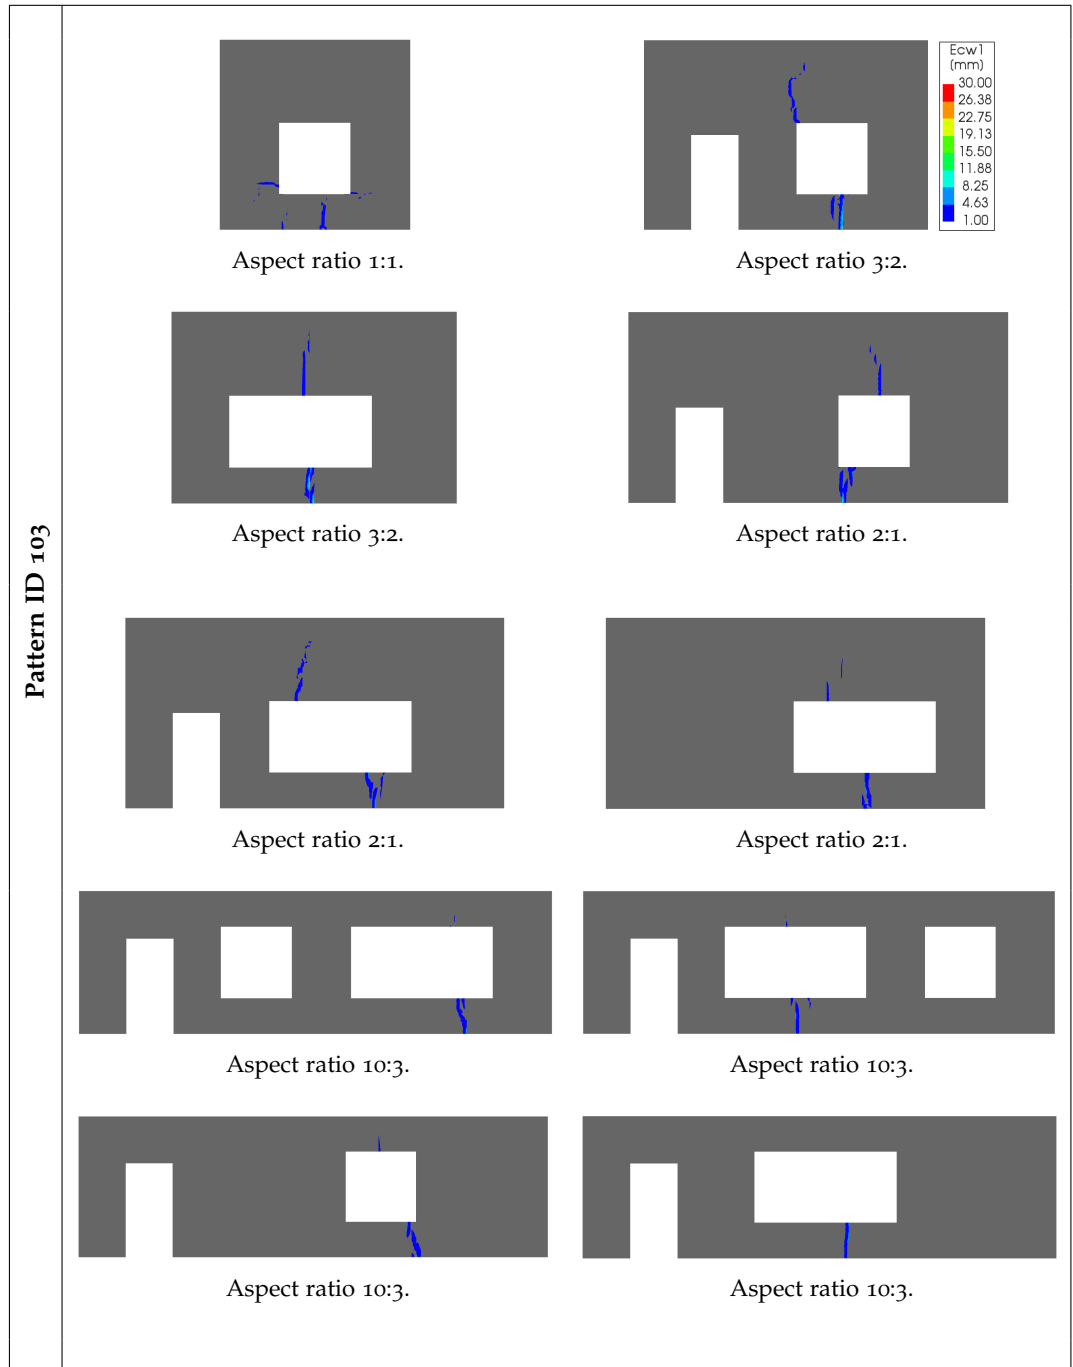 Pattern ID 103
Ecw1
(mm)
30.00
26.38
22.75
19.13
15.50
11.88
8.25
4.63
1.00
Aspect ratio 1:1.
Aspect ratio 3:2.
Aspect ratio 3:2.
Aspect ratio 2:1.
Aspect ratio 2:1.
Aspect ratio 2:1.
Aspect ratio 10:3.
Aspect ratio 10:3.
Aspect ratio 10:3.
Aspect ratio 10:3.